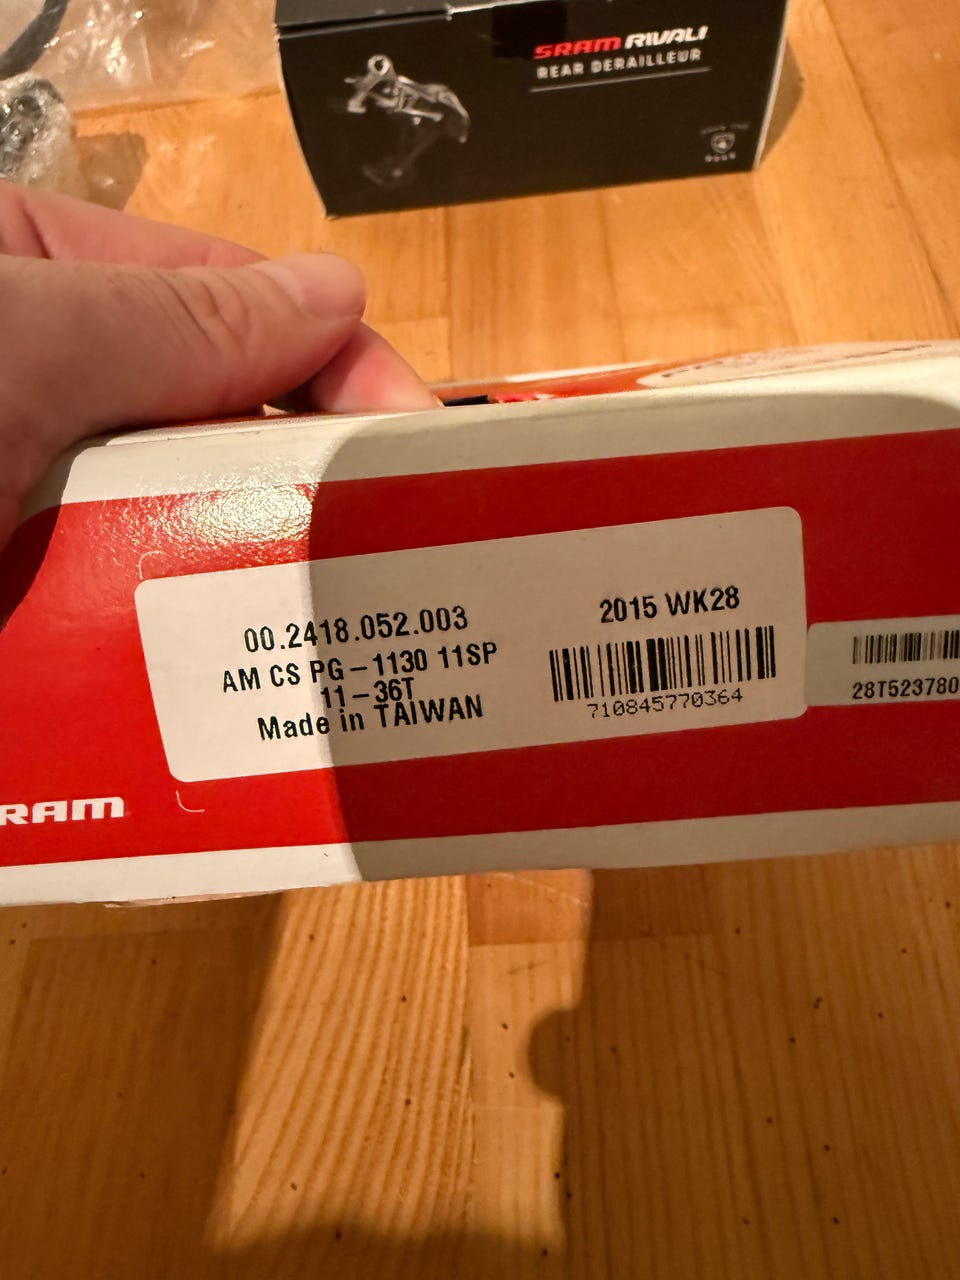 SRAM RIVAL1
REAR DERAILLEUR
00.2418.052.003
AM CS PG-1130 11SP
11-36T
Made in TAIWAN
2015 WK28
710845770364
28T523780
RAM